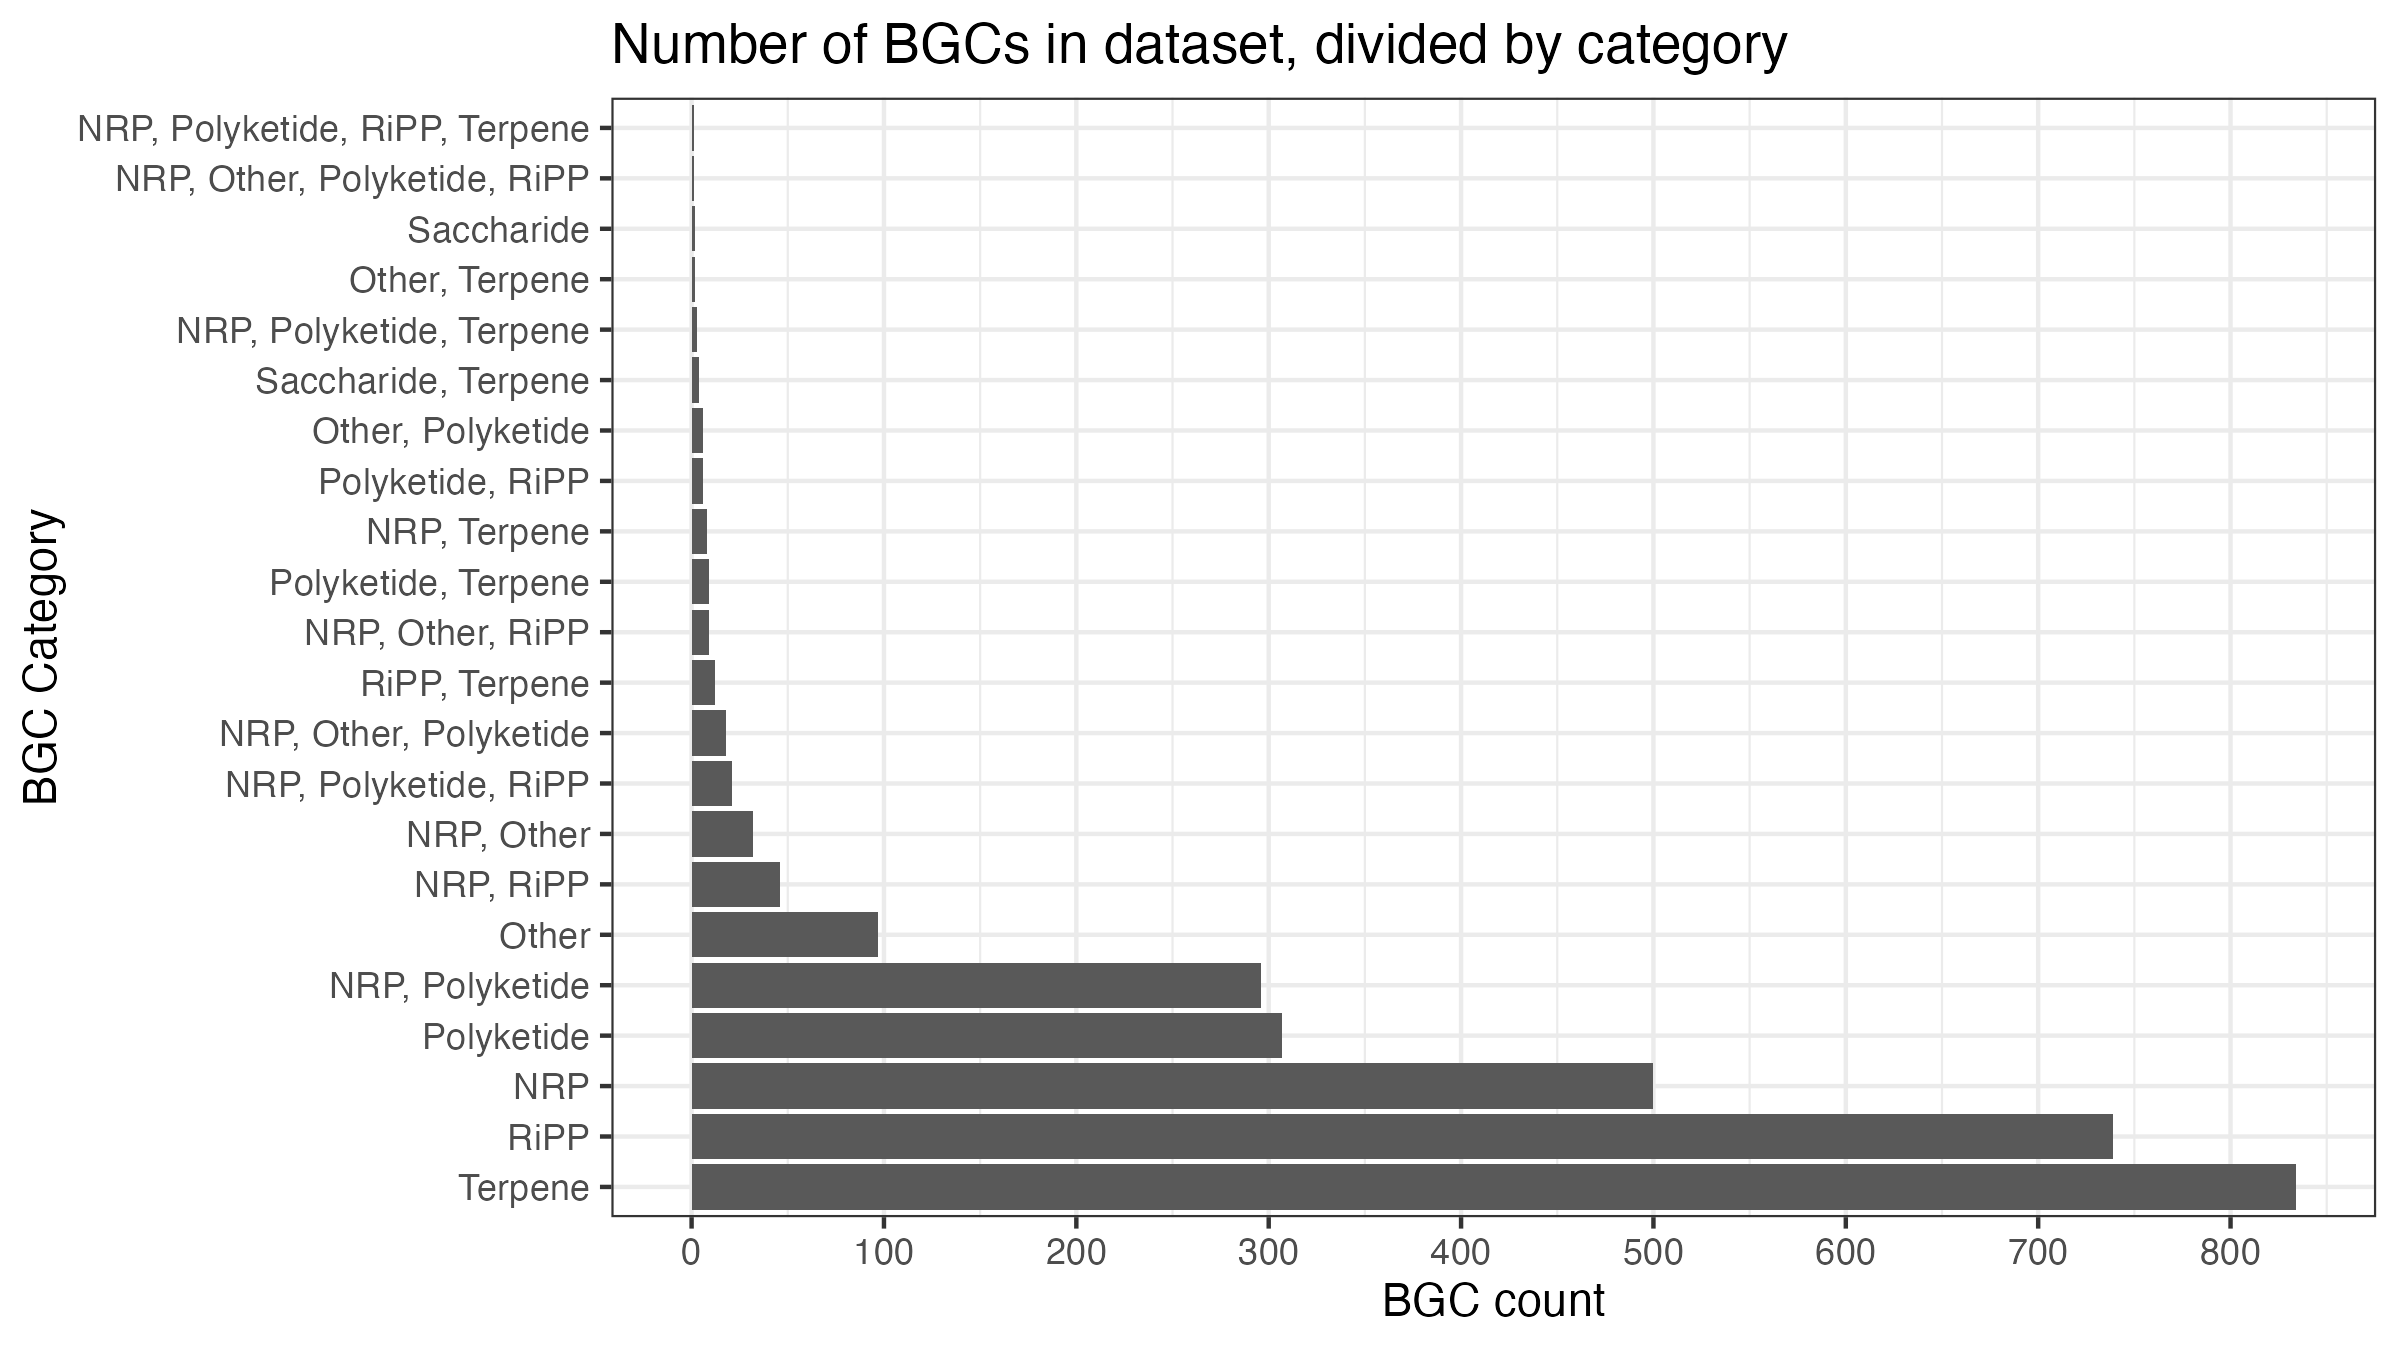 Number of BGCs in dataset, divided by category
NRP, Polyketide, RiPP, Terpene
NRP, Other, Polyketide, RiPP
Saccharide
Other, Terpene
NRP, Polyketide, Terpene
Saccharide, Terpene
Other, Polyketide
Polyketide, RiPP
NRP, Terpene
Polyketide, Terpene
NRP, Other, RiPP
RiPP, Terpene
NRP, Other, Polyketide
NRP, Polyketide, RiPP
NRP, Other
NRP, RiPP
Other
NRP, Polyketide
Polyketide
NRP
RiPP
Terpene
BGC Category
0 100 200 300 400 500 600 700 800
BGC count